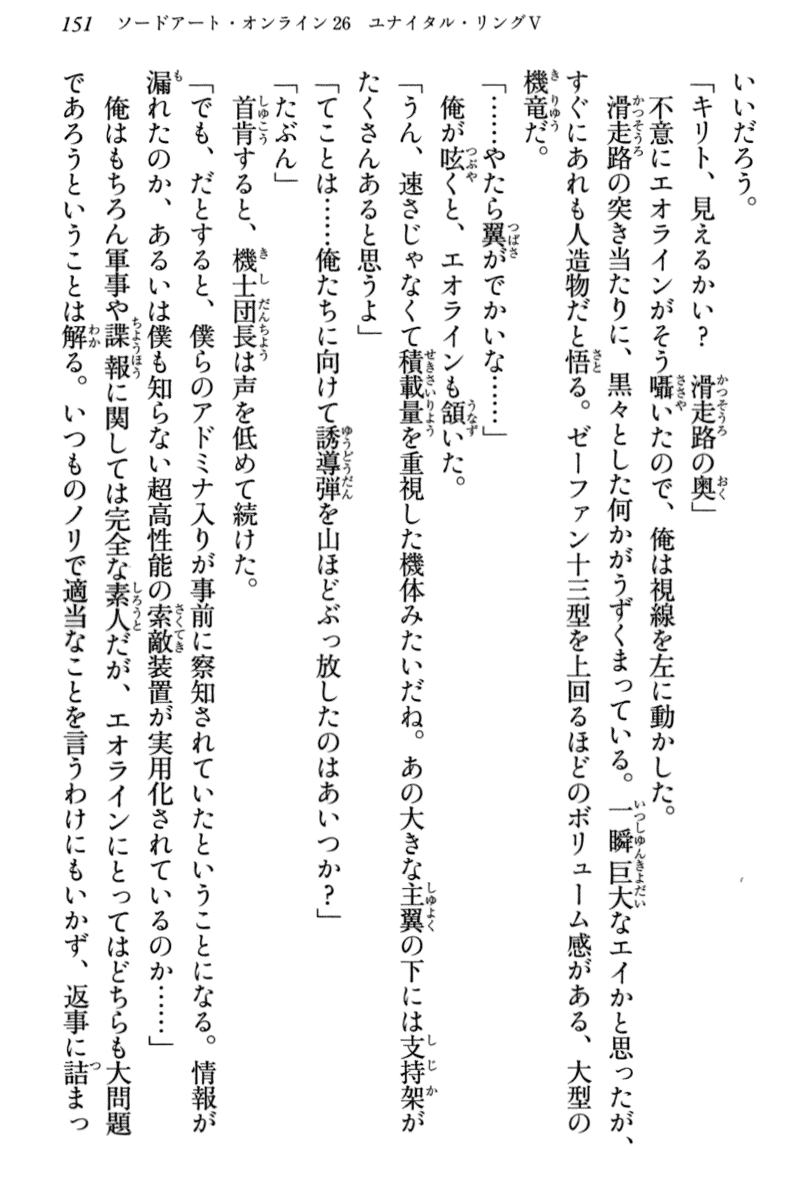 151 ソードアート・オンライン26 ユナイタル・リングⅤ
いいだろう。
「キリト、見えるかい？ 滑走路の奥」
不意にエオラインがそう囁いたので、俺は視線を左に動かした。
滑走路の突き当たりに、黒々とした何かがうずくまっている。一瞬巨大なエイかと思ったが、
すぐにあれも人造物だと悟る。ゼーファン十三型を上回るほどのボリューム感がある、大型の
機竜だ。
「……やたら翼がでかいな……」
俺が呟くと、エオラインも頷いた。
「うん、速さじゃなくて積載量を重視した機体みたいだね。あの大きな主翼の下には支持架が
たくさんあると思うよ」
「てことは……俺たちに向けて誘導弾を山ほどぶっ放したのはあいつか？」
「たぶん」
首肯すると、機士団長は声を低めて続けた。
「でも、だとすると、僕らのアドミナ入りが事前に察知されていたということになる。情報が
漏れたのか、あるいは僕も知らない超高性能の索敵装置が実用化されているのか……」
俺はもちろん軍事や諜報に関しては完全な素人だが、エオラインにとってはどちらも大問題
であろうということは解る。いつものノリで適当なことを言うわけにもいかず、返事に詰まっ